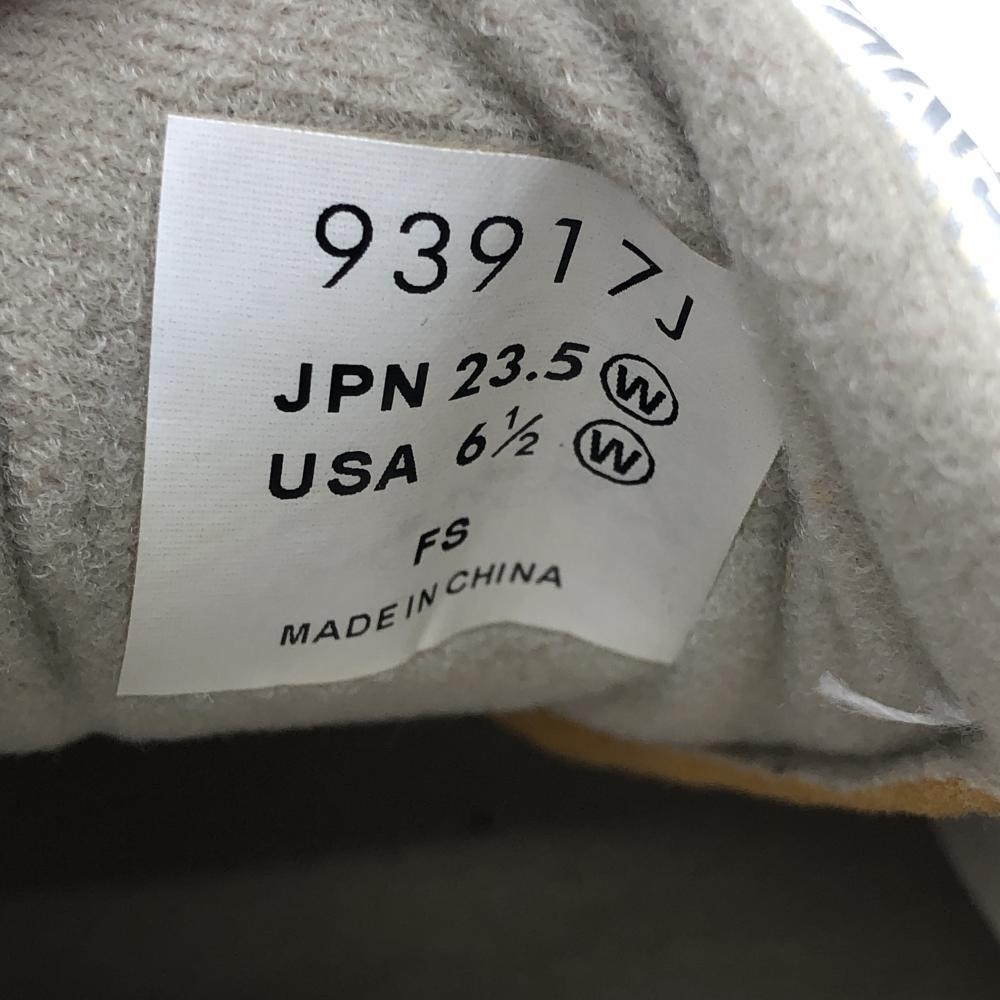 93917J
JPN 23.5 Ⓦ
USA 6½ Ⓦ
FS
MADE IN CHINA